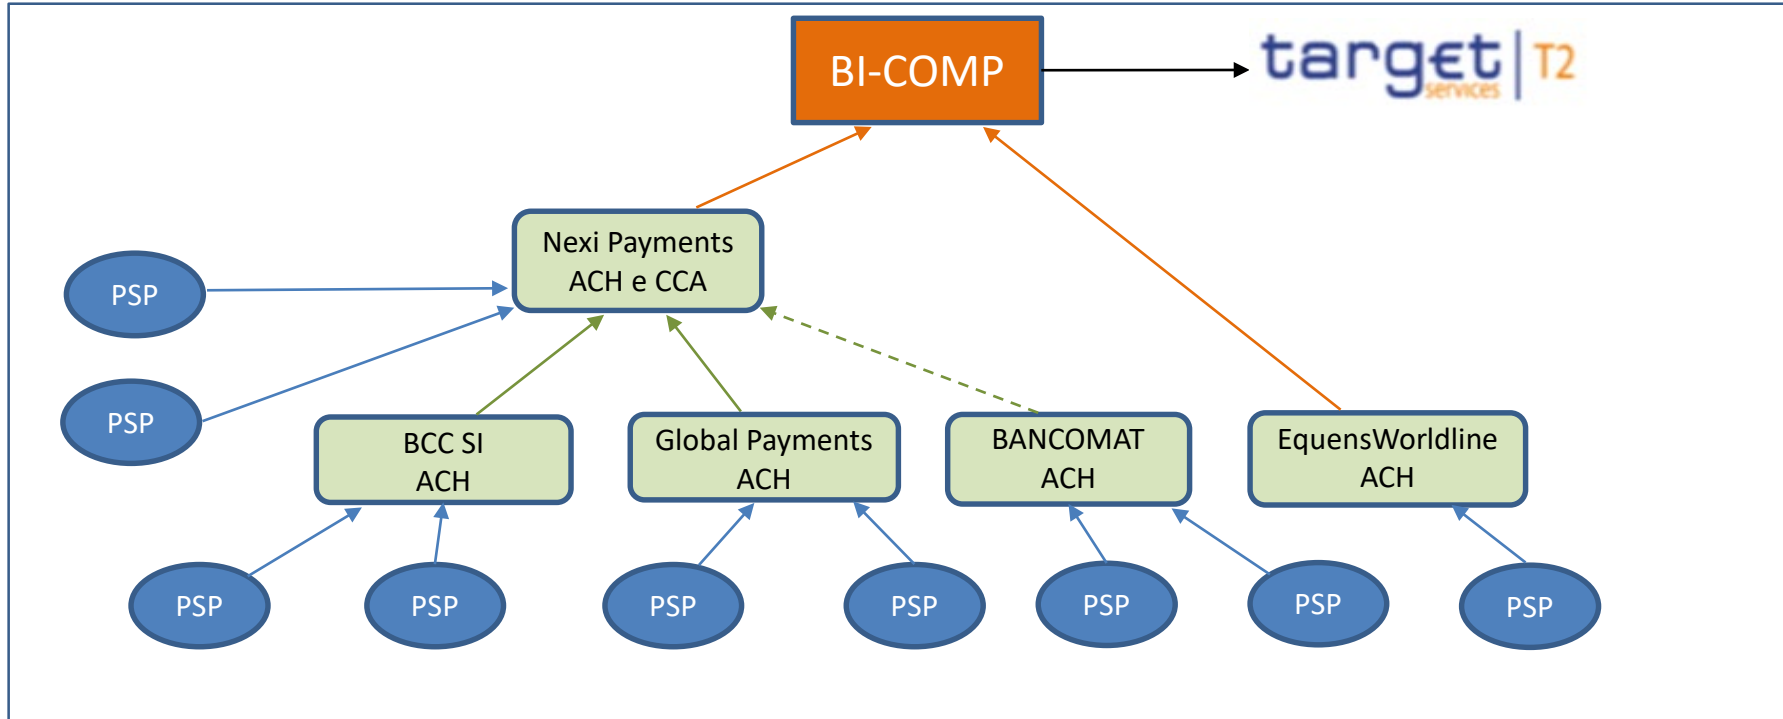 BI-COMP
target
services
T2
Nexi Payments
ACH e CCA
PSP
PSP
BCC SI
ACH
Global Payments
ACH
BANCOMAT
ACH
EquensWorldline
ACH
PSP
PSP
PSP
PSP
PSP
PSP
PSP